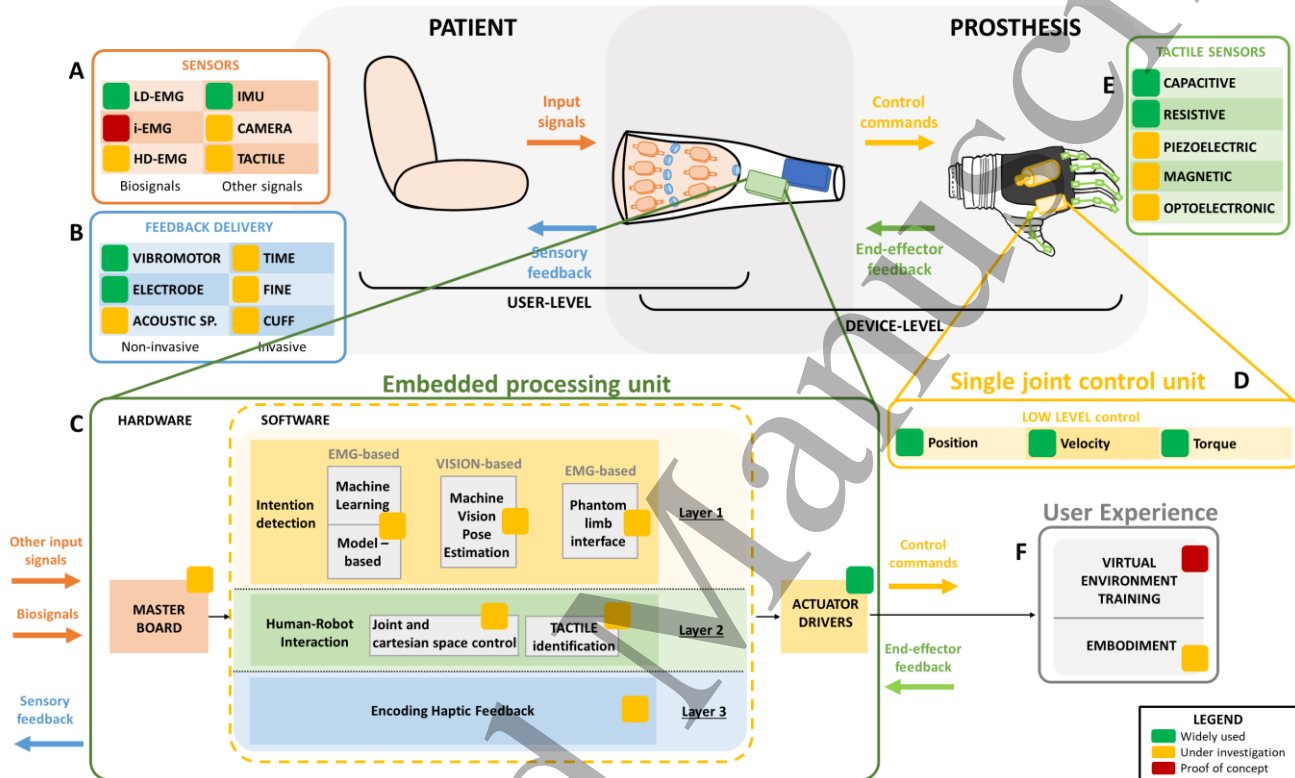 PATIENT
PROSTHESIS
A
SENSORS
LD-EMG
IMU
i-EMG
CAMERA
HD-EMG
TACTILE
Biosignals
Other signals
B
FEEDBACK DELIVERY
VIBROMOTOR
TIME
ELECTRODE
FINE
ACOUSTIC SP.
CUFF
Non-invasive
Invasive
Input
signals
Sensory
feedback
Control
commands
End-effector
feedback
USER-LEVEL
DEVICE-LEVEL
E
TACTILE SENSORS
CAPACITIVE
RESISTIVE
PIEZOELECTRIC
MAGNETIC
OPTOELECTRONIC
Embedded processing unit
C
HARDWARE
SOFTWARE
Intention
detection
EMG-based
Machine
Learning
Model –
based
VISION-based
Machine
Vision
Pose
Estimation
EMG-based
Phantom
limb
interface
Layer 1
Human-Robot
Interaction
Joint and
cartesian space control
TACTILE
identification
Layer 2
Encoding Haptic Feedback
Layer 3
Other input
signals
Biosignals
Sensory
feedback
MASTER
BOARD
ACTUATOR
DRIVERS
Control
commands
End-effector
feedback
Single joint control unit
D
LOW LEVEL control
Position
Velocity
Torque
User Experience
F
VIRTUAL
ENVIRONMENT
TRAINING
EMBODIMENT
LEGEND
Widely used
Under investigation
Proof of concept
d Manuscri